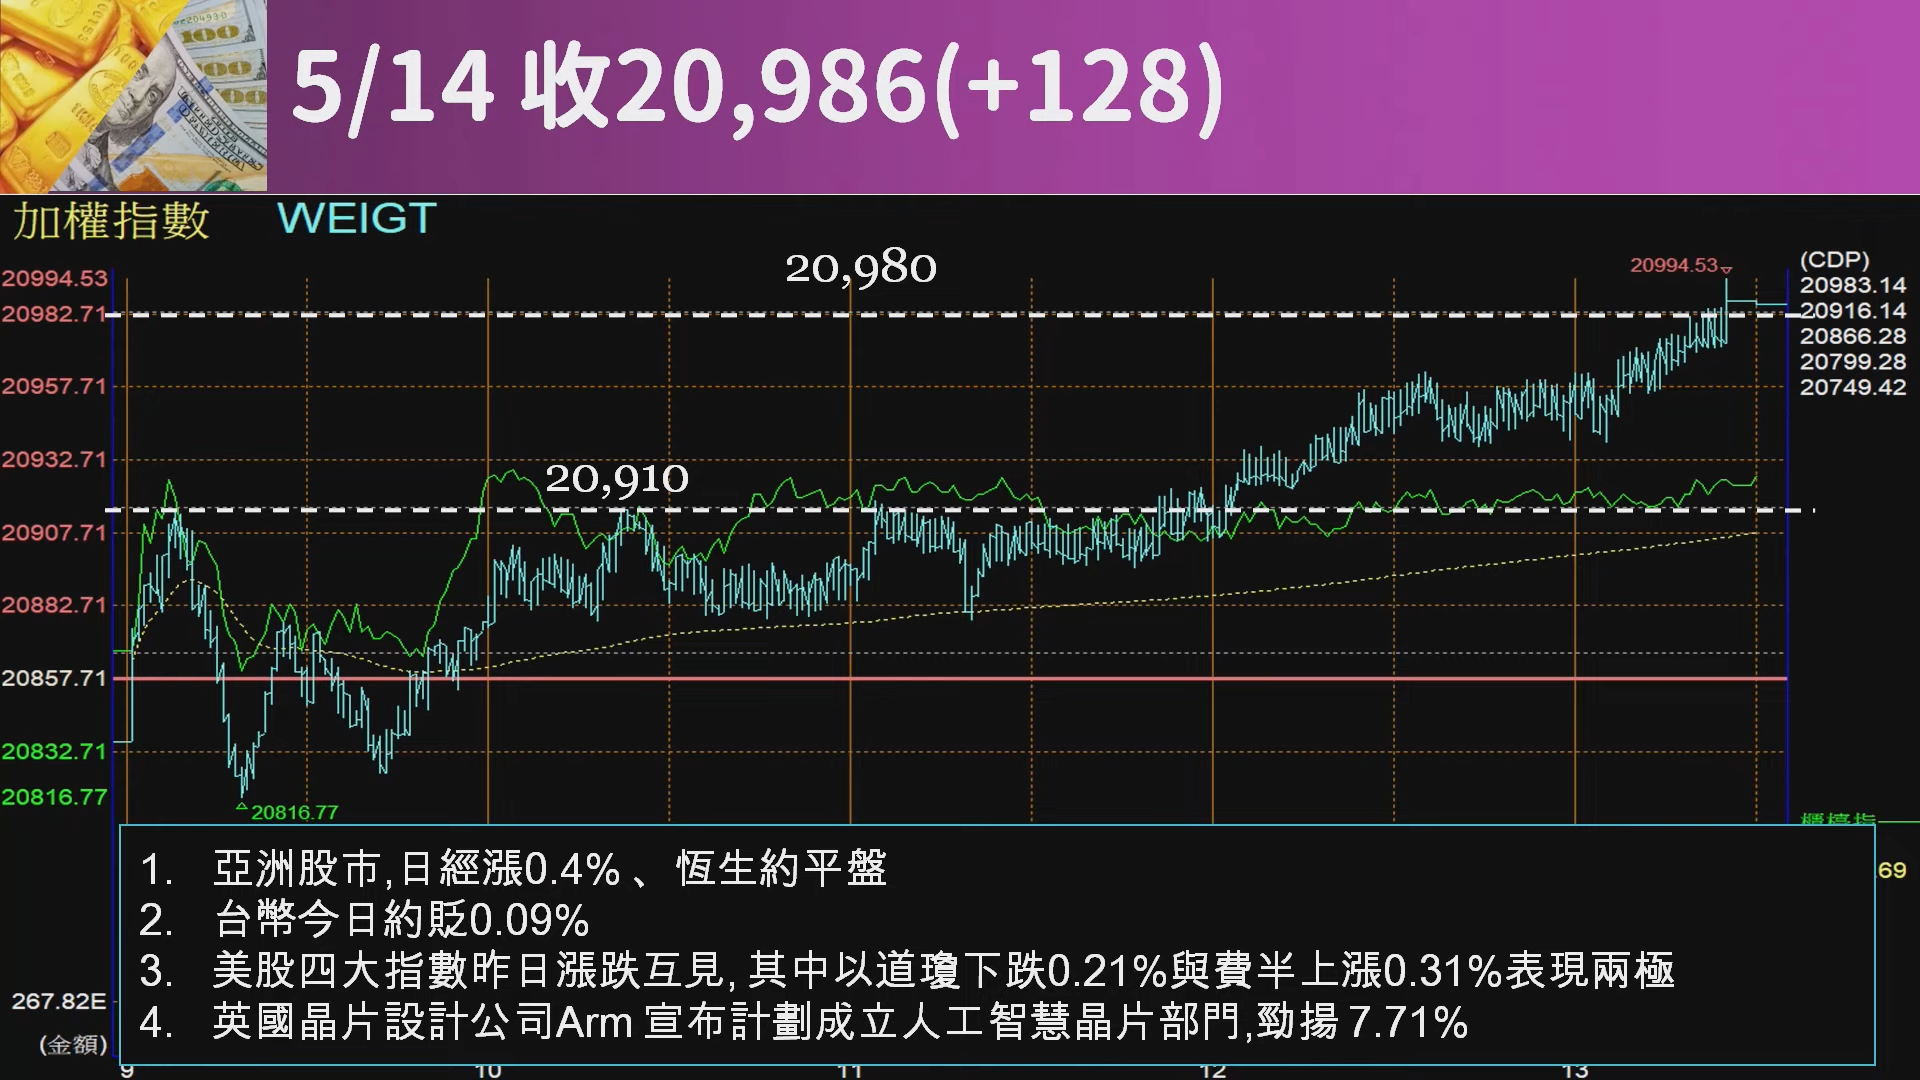 5/14 收20,986(+128)
加權指數 WEIGT
20,980
20994.53
(CDP)
20994.53
20983.14
20982.71
20916.14
20866.28
20799.28
20957.71
20749.42
20932.71
20,910
20907.71
20882.71
20857.71
20832.71
20816.77
20816.77
櫃檯指
1. 亞洲股市,日經漲0.4% 、恆生約平盤
69
2. 台幣今日約貶0.09%
3. 美股四大指數昨日漲跌互見, 其中以道瓊下跌0.21%與費半上漲0.31%表現兩極
267.82E
4. 英國晶片設計公司Arm 宣布計劃成立人工智慧晶片部門,勁揚 7.71%
(金額)
9 10 11 12 13